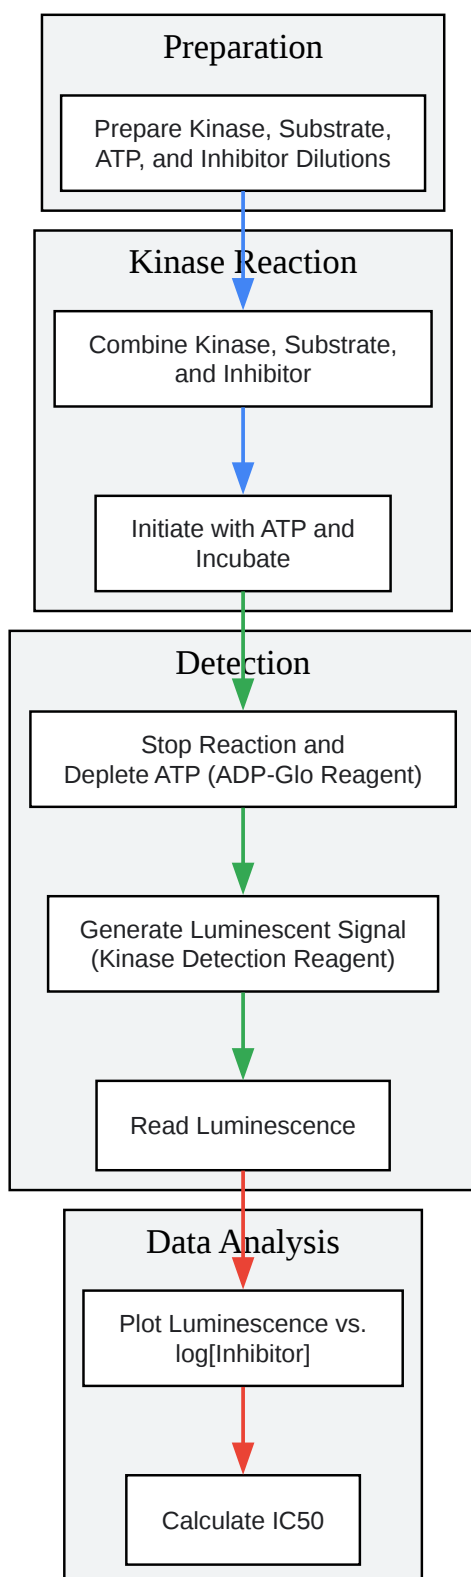 Preparation
Prepare Kinase, Substrate,
ATP, and Inhibitor Dilutions
Kinase Reaction
Combine Kinase, Substrate,
and Inhibitor
Initiate with ATP and
Incubate
Detection
Stop Reaction and
Deplete ATP (ADP-Glo Reagent)
Generate Luminescent Signal
(Kinase Detection Reagent)
Read Luminescence
Data Analysis
Plot Luminescence vs.
log[Inhibitor]
Calculate IC50